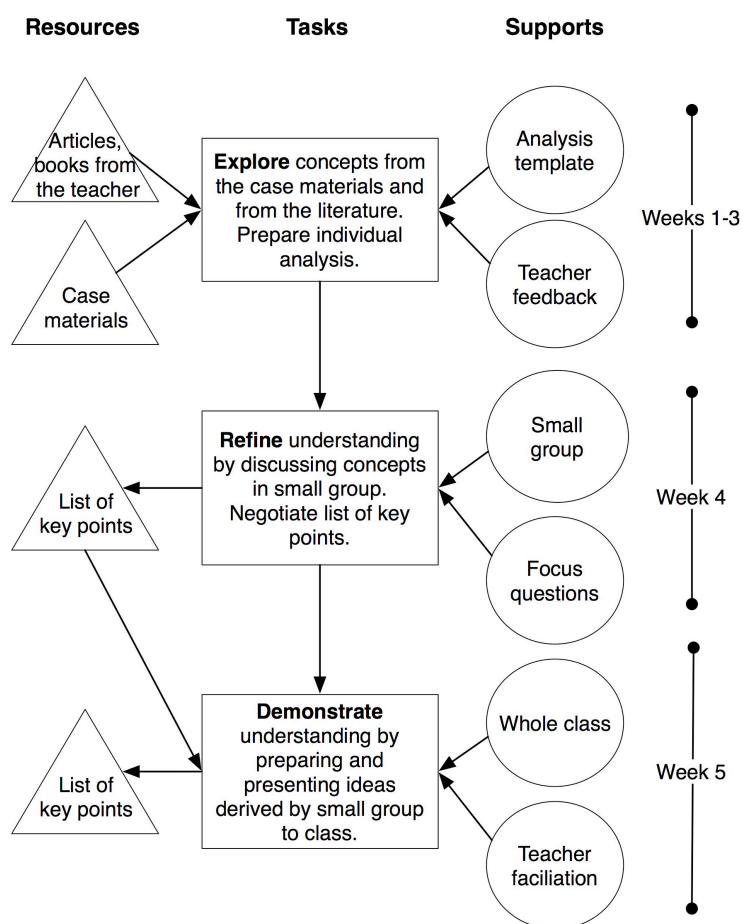 Resources
Tasks
Supports
Articles,
books from
the teacher
Case
materials
Explore concepts from
the case materials and
from the literature.
Prepare individual
analysis.
Analysis
template
Teacher
feedback
Weeks 1-3
List of
key points
Refine understanding
by discussing concepts
in small group.
Negotiate list of key
points.
Small
group
Focus
questions
Week 4
List of
key points
Demonstrate
understanding by
preparing and
presenting ideas
derived by small group
to class.
Whole class
Teacher
faciliation
Week 5